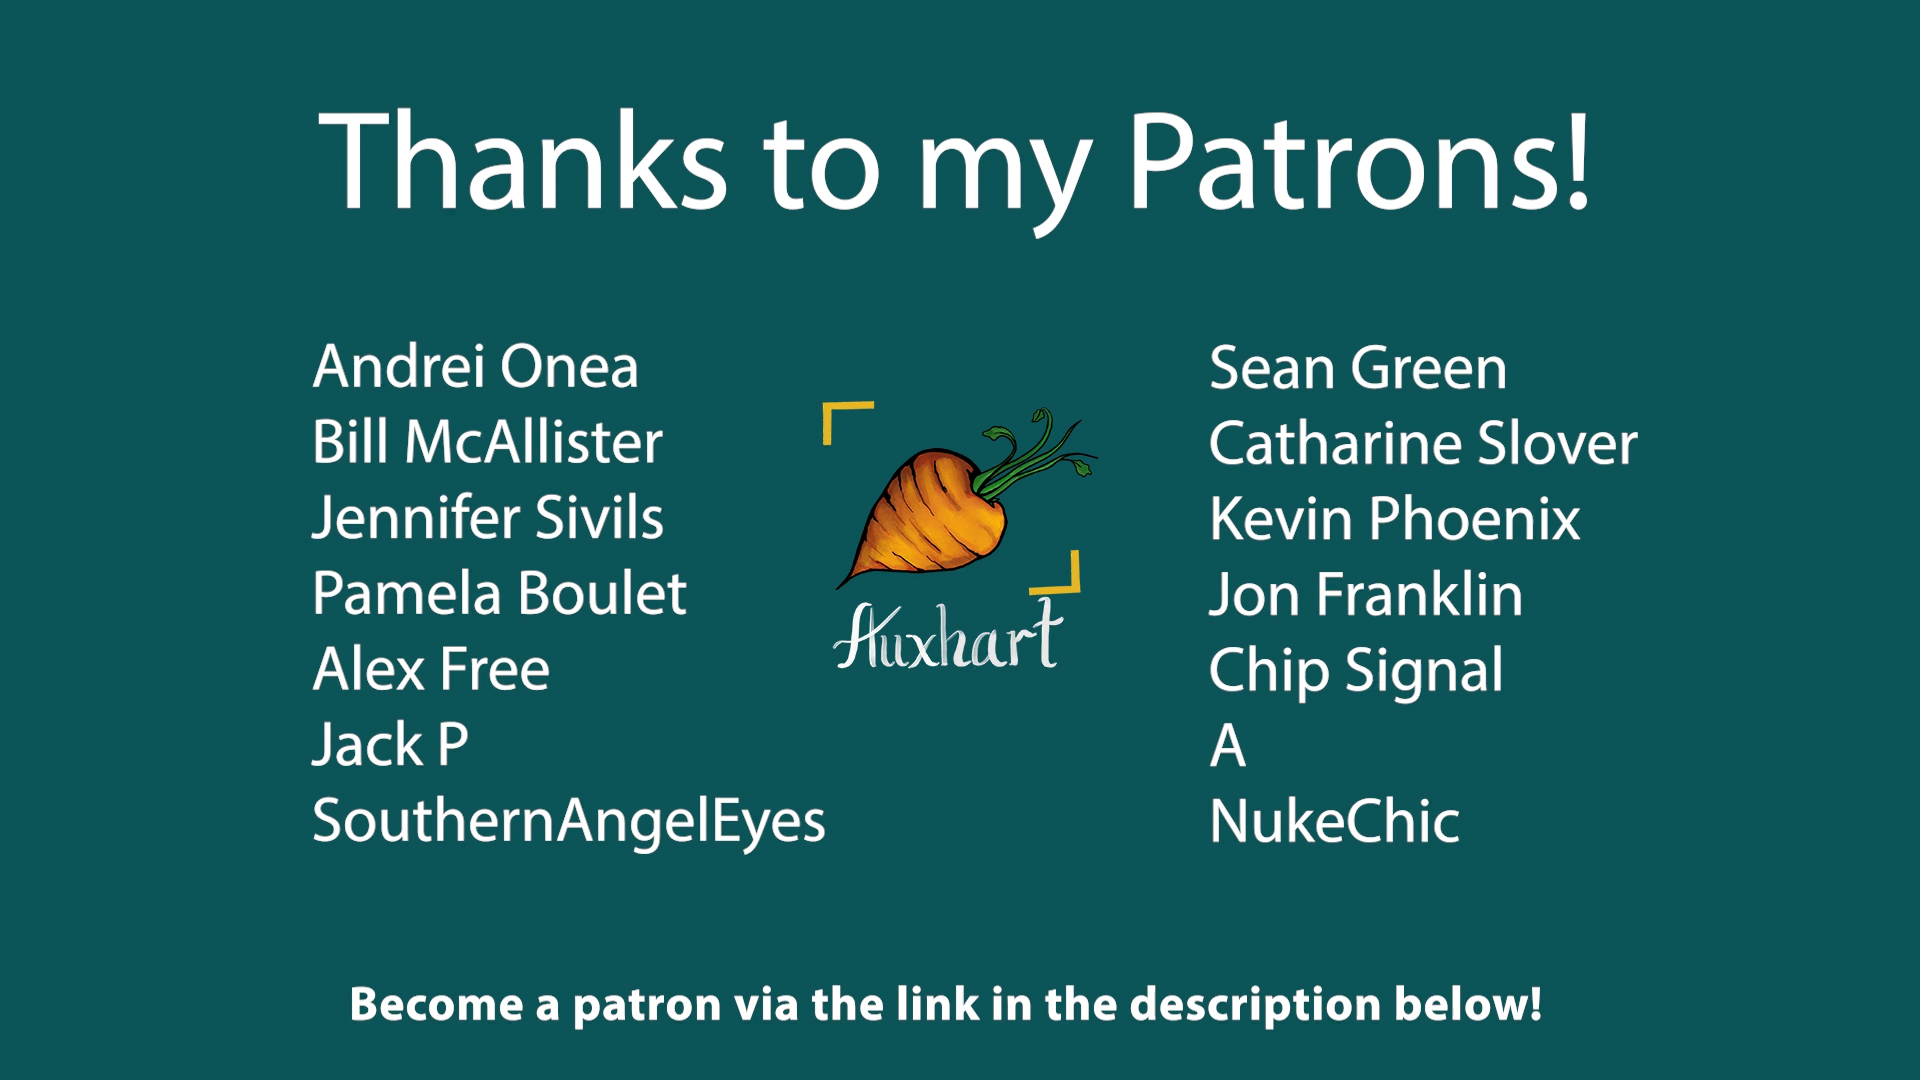 Thanks to my Patrons!
Andrei Onea
Bill McAllister
Jennifer Sivils
Pamela Boulet
Alex Free
Jack P
SouthernAngelEyes
Auxhart
Sean Green
Catharine Slover
Kevin Phoenix
Jon Franklin
Chip Signal
A
NukeChic
Become a patron via the link in the description below!